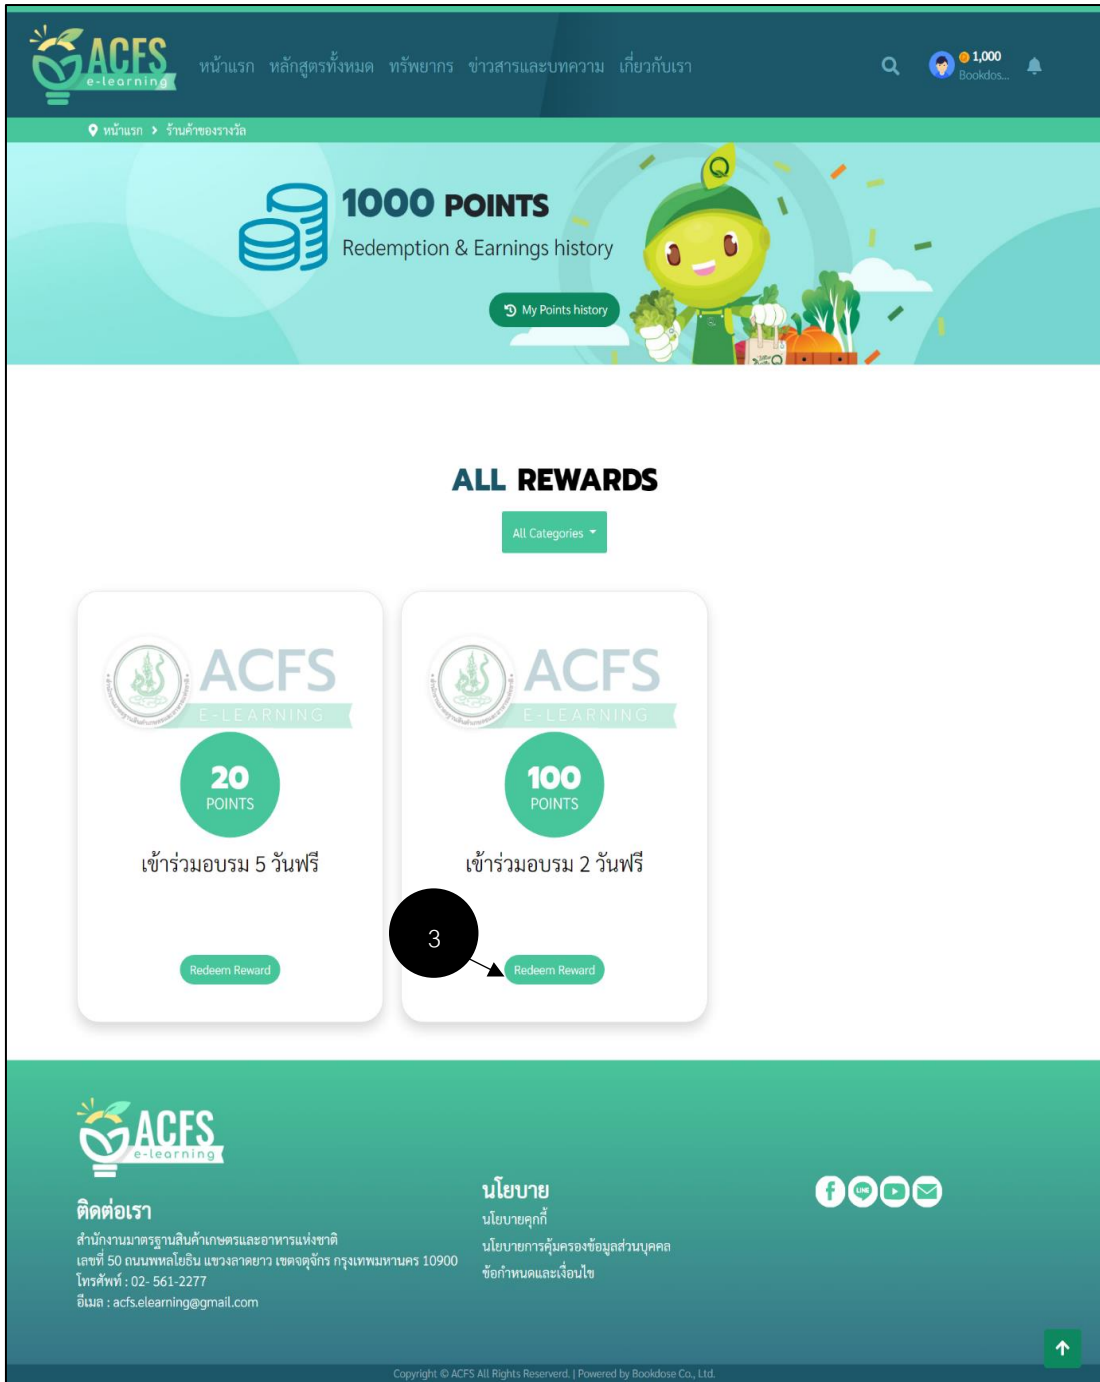 ACFS
e-learning
หน้าแรก หลักสูตรทั้งหมด ทรัพยากร ข่าวสารและบทความ เกี่ยวกับเรา
1,000
Bookdos...
หน้าแรก > ร้านค้าของรางวัล
1000 POINTS
Redemption & Earnings history
My Points history
Q
ALL REWARDS
All Categories
ACFS
E-LEARNING
20
POINTS
เข้าร่วมอบรม 5 วันฟรี
Redeem Reward
ACFS
E-LEARNING
100
POINTS
เข้าร่วมอบรม 2 วันฟรี
3
Redeem Reward
ACFS
e-learning
ติดต่อเรา
สำนักงานมาตรฐานสินค้าเกษตรและอาหารแห่งชาติ
เลขที่ 50 ถนนพหลโยธิน แขวงลาดยาว เขตจตุจักร กรุงเทพมหานคร 10900
โทรศัพท์ : 02- 561-2277
อีเมล : acfs.elearning@gmail.com
นโยบาย
นโยบายคุกกี้
นโยบายการคุ้มครองข้อมูลส่วนบุคคล
ข้อกำหนดและเงื่อนไข
LINE
Copyright © ACFS All Rights Reserverd. | Powered by Bookdose Co., Ltd.